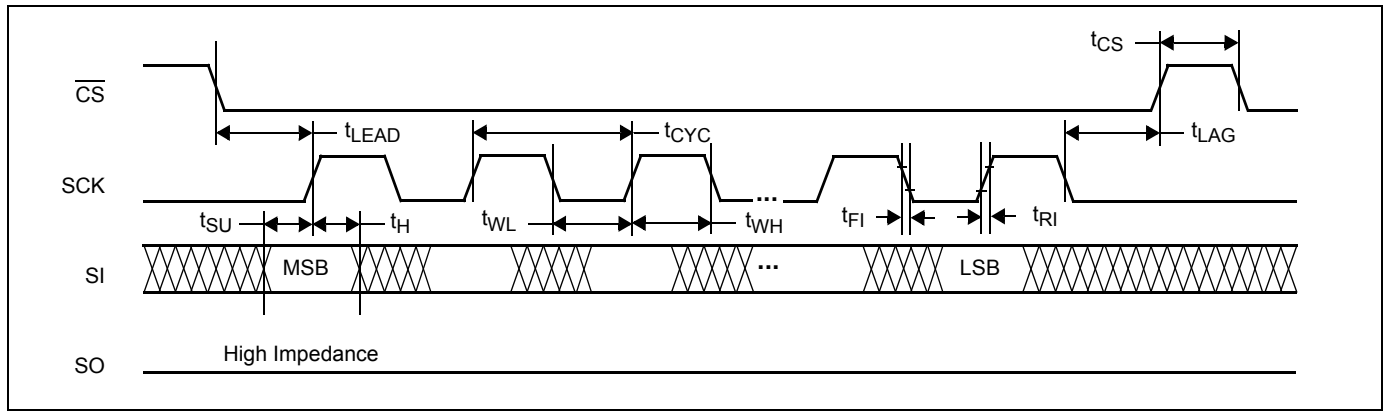 tCS
CS
tLEAD
tCYC
tLAG
SCK
...
tSU
tH
tWL
tWH
tFI
tRI
SI
MSB
...
LSB
High Impedance
SO